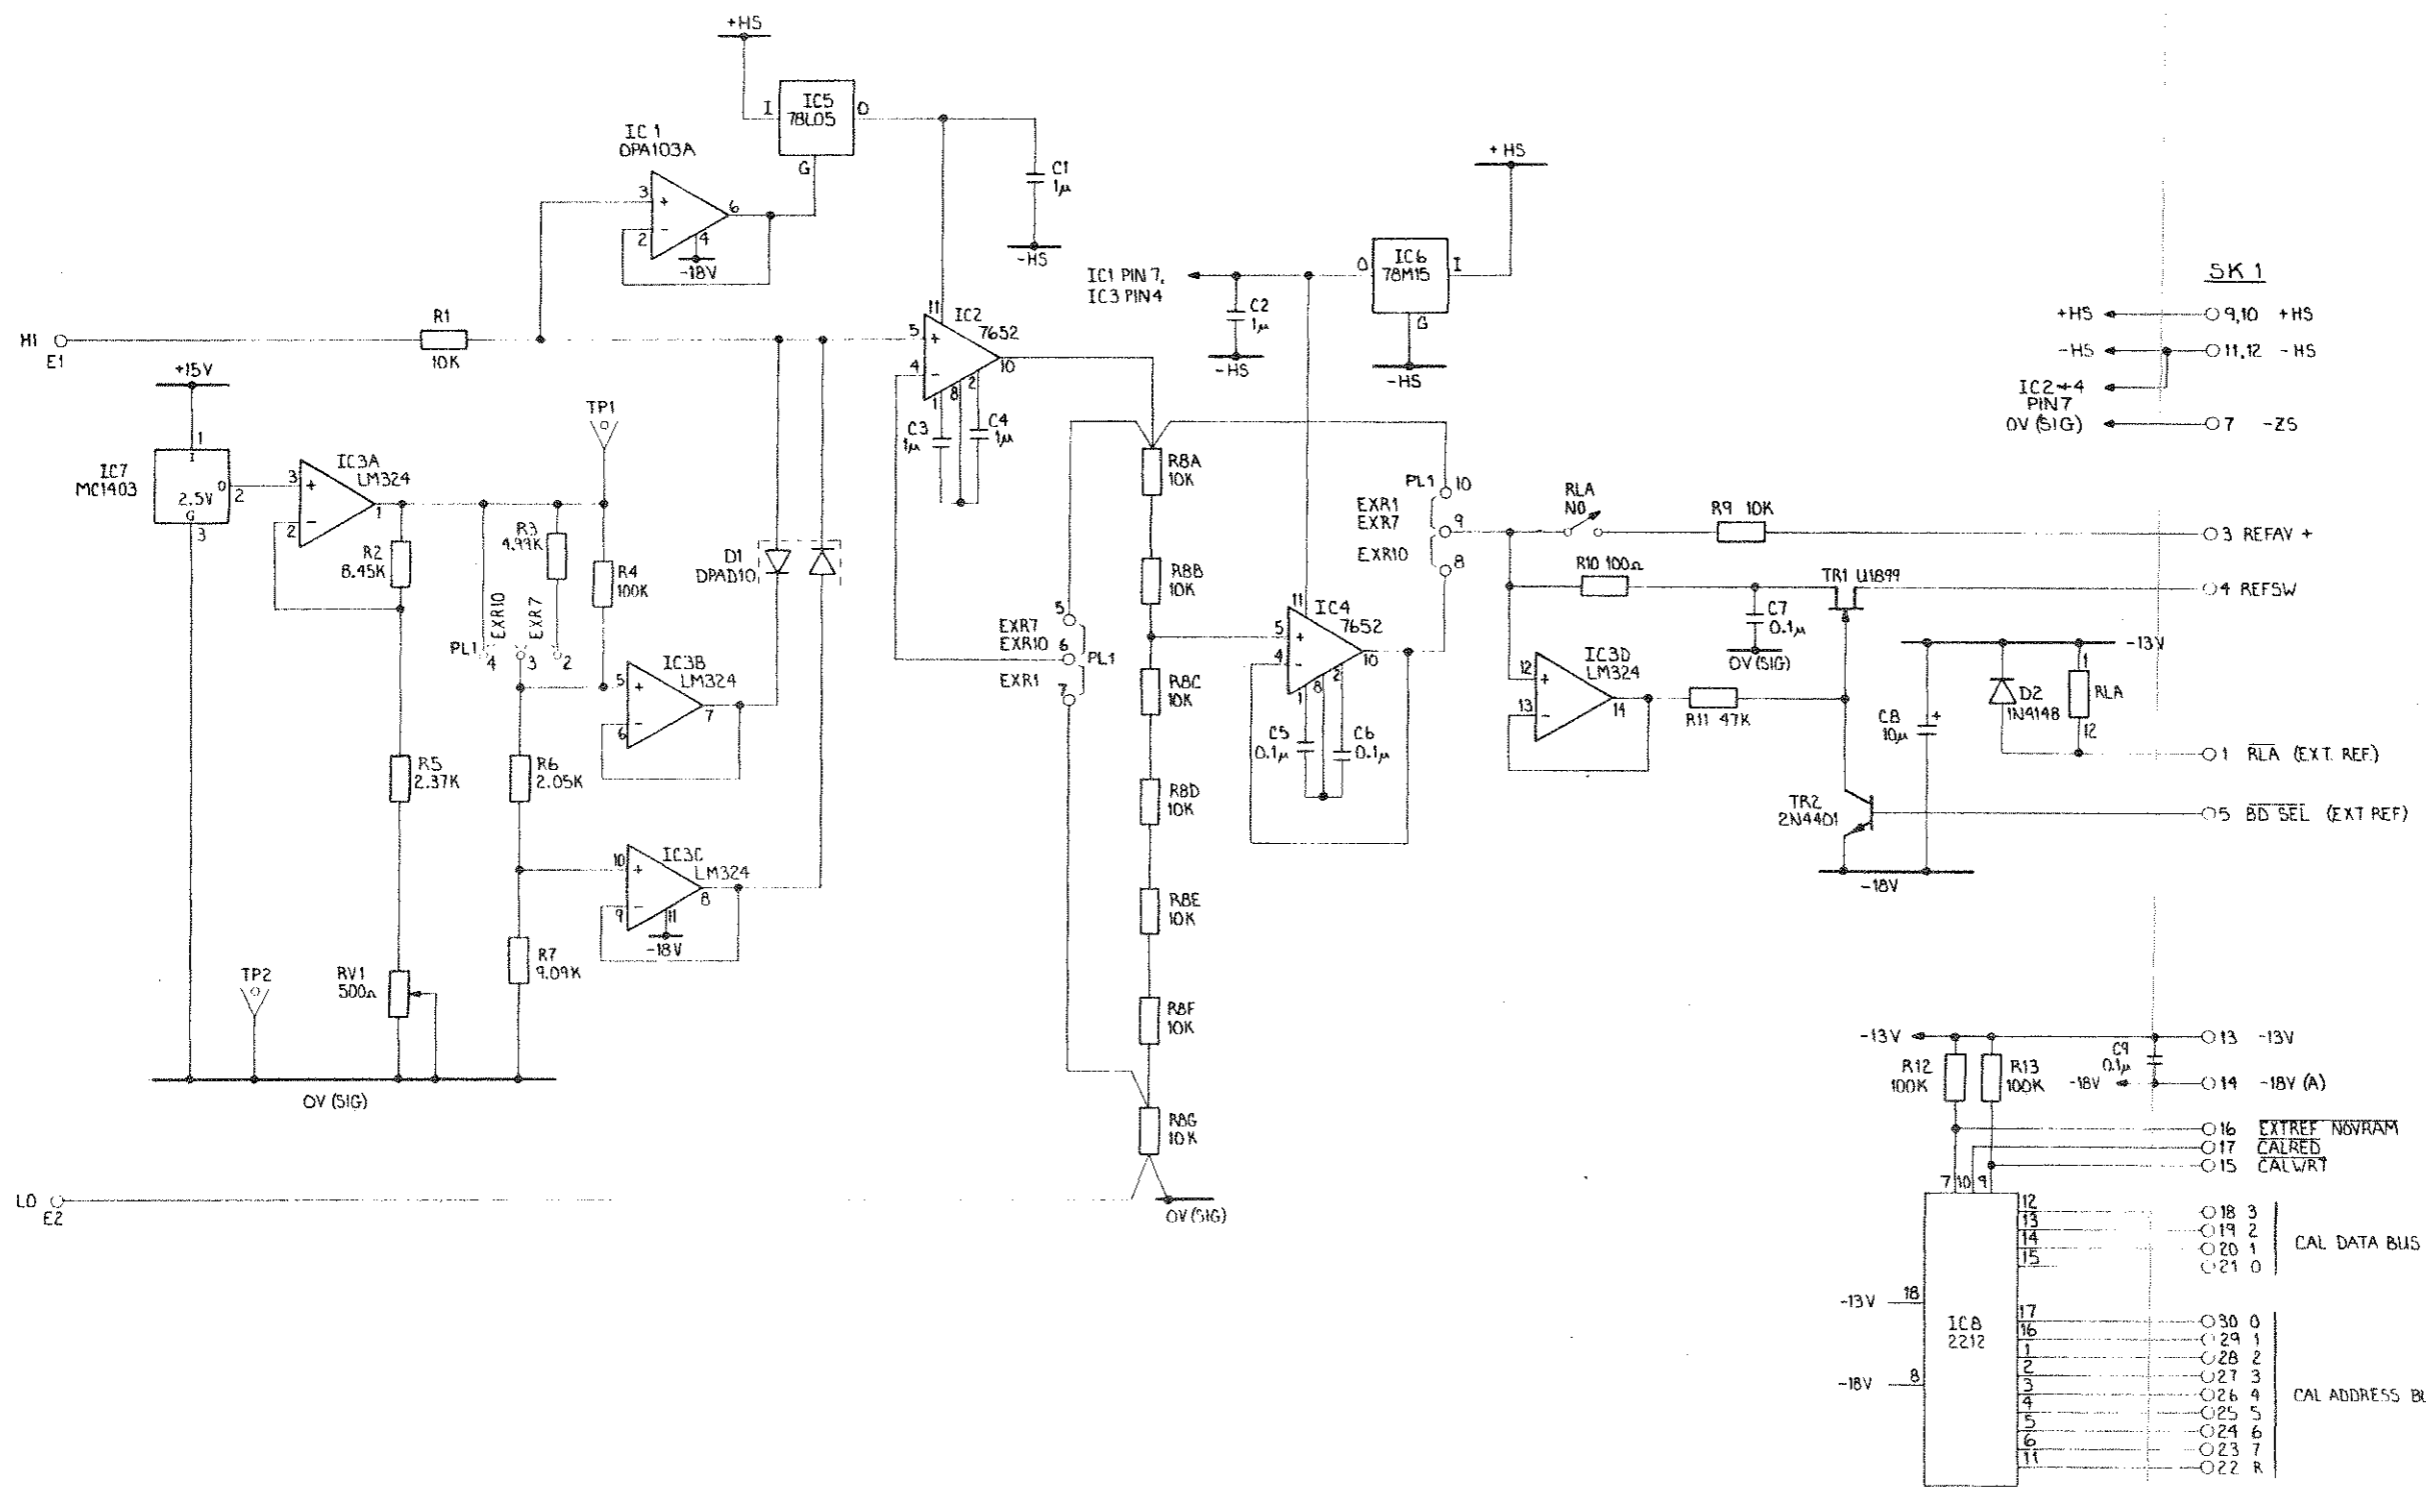 +HS
I
IC5
78L05
O
G
IC 1
OPA103A
3
+
2
-
6
4
-18V
C1
1µ
-HS
+HS
IC6
78M15
O
I
G
-HS
IC1 PIN 7,
IC3 PIN 4
C2
1µ
-HS
SK 1
+HS
9,10 +HS
-HS
11,12 -HS
IC2+4
PIN7
0V (SIG)
7 -ZS
HI
E1
R1
10K
11
IC2
7652
5
+
4
-
10
1
8
2
C3
1µ
C4
1µ
+15V
1
I
IC7
MC1403
2.5V
O
2
G
3
IC3A
LM324
3
+
2
-
1
TP1
R2
8.45K
R3
4.99K
R4
100K
EXR10
EXR7
PL1
4
3
2
D1
DPAD10
IC3B
LM324
5
+
6
-
7
R5
2.37K
R6
2.05K
IC3C
LM324
10
+
9
-
8
11
-18V
R7
9.09K
RV1
500Ω
TP2
0V (SIG)
R8A
10K
R8B
10K
R8C
10K
R8D
10K
R8E
10K
R8F
10K
R8G
10K
EXR7
EXR10
EXR1
5
6
7
PL1
LO
E2
0V (SIG)
11
IC4
7652
5
+
4
-
10
1
8
2
C5
0.1µ
C6
0.1µ
PL1
10
9
8
EXR1
EXR7
EXR10
RLA
NO
R9 10K
3 REFAV +
R10 100Ω
TR1 U1899
4 REFSW
C7
0.1µ
0V (SIG)
IC3D
LM324
12
+
13
-
14
R11 47K
-13V
D2
1N4148
1
RLA
12
C8
10µ
+
1 RLA (EXT. REF.)
TR2
2N4401
5 BD SEL (EXT REF)
-18V
-13V
13 -13V
R12
100K
R13
100K
C9
0.1µ
-18V
14 -18V (A)
16 EXTREF NOVRAM
17 CALRED
15 CALWRT
7
10
9
12
18 3
13
19 2
14
20 1
15
21 0
CAL DATA BUS
-13V
18
IC8
2212
-18V
8
17
30 0
16
29 1
1
28 2
2
27 3
3
26 4
4
25 5
5
24 6
6
23 7
11
22 R
CAL ADDRESS